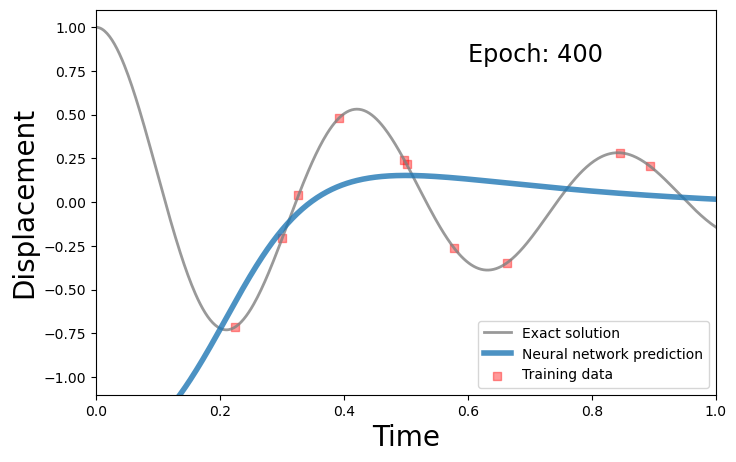 Epoch: 400
1.00
0.75
0.50
0.25
0.00
−0.25
−0.50
−0.75
−1.00
Displacement
Exact solution
Neural network prediction
Training data
0.0 0.2 0.4 0.6 0.8 1.0
Time